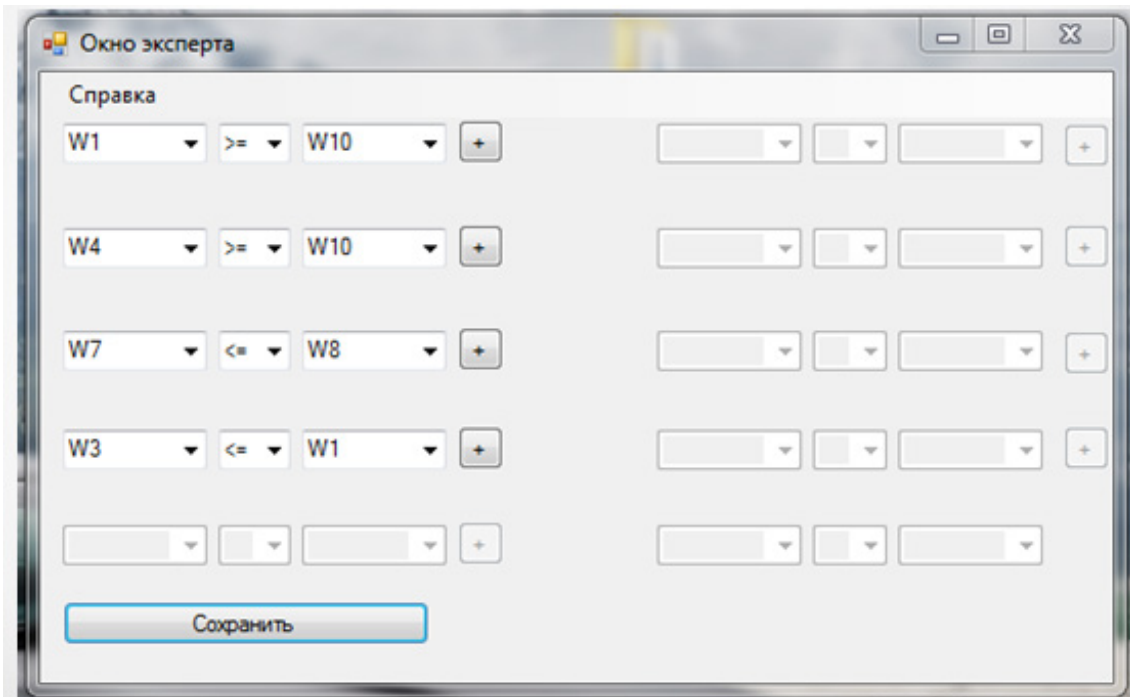 Окно эксперта
Справка
W1 >= W10 +
+
W4 >= W10 +
+
W7 <= W8 +
+
W3 <= W1 +
+
+
Сохранить